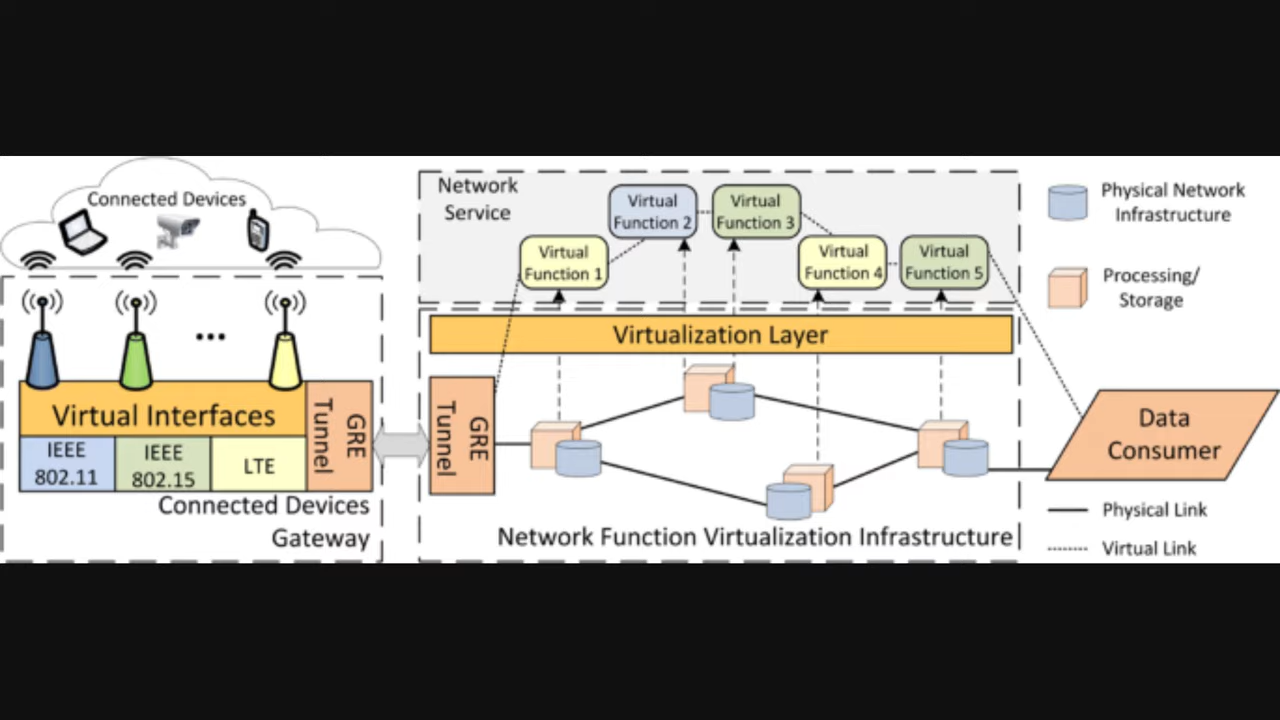 Connected Devices
Virtual Interfaces
GRE
Tunnel
IEEE
802.11
IEEE
802.15
LTE
Connected Devices
Gateway
Network
Service
Virtual
Function 1
Virtual
Function 2
Virtual
Function 3
Virtual
Function 4
Virtual
Function 5
Virtualization Layer
GRE
Tunnel
Network Function Virtualization Infrastructure
Physical Network
Infrastructure
Processing/
Storage
Data
Consumer
Physical Link
Virtual Link